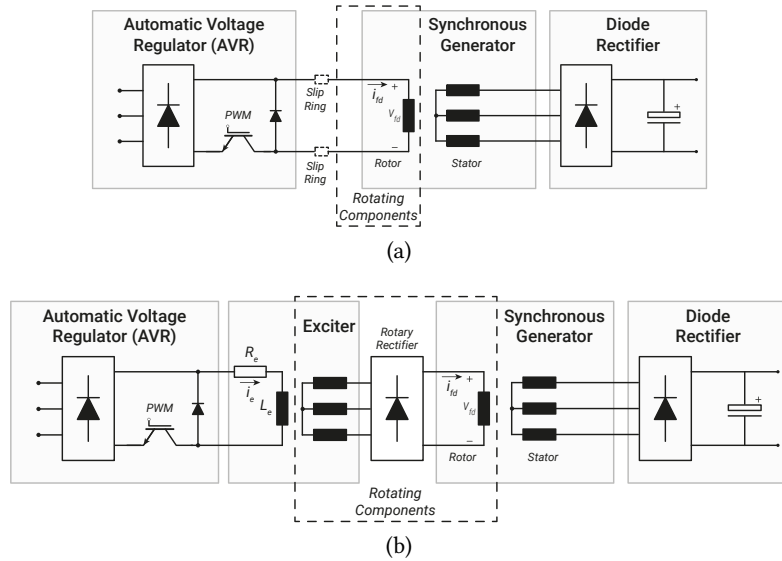 Automatic Voltage
Regulator (AVR)
Synchronous
Generator
Diode
Rectifier
PWM
Slip
Ring
Slip
Ring
i_fd
+
V_fd
−
Rotor
Stator
+
Rotating
Components
(a)
Automatic Voltage
Regulator (AVR)
Exciter
Synchronous
Generator
Diode
Rectifier
PWM
R_e
i_e
L_e
Rotary
Rectifier
i_fd
+
V_fd
−
Rotor
Stator
+
Rotating
Components
(b)